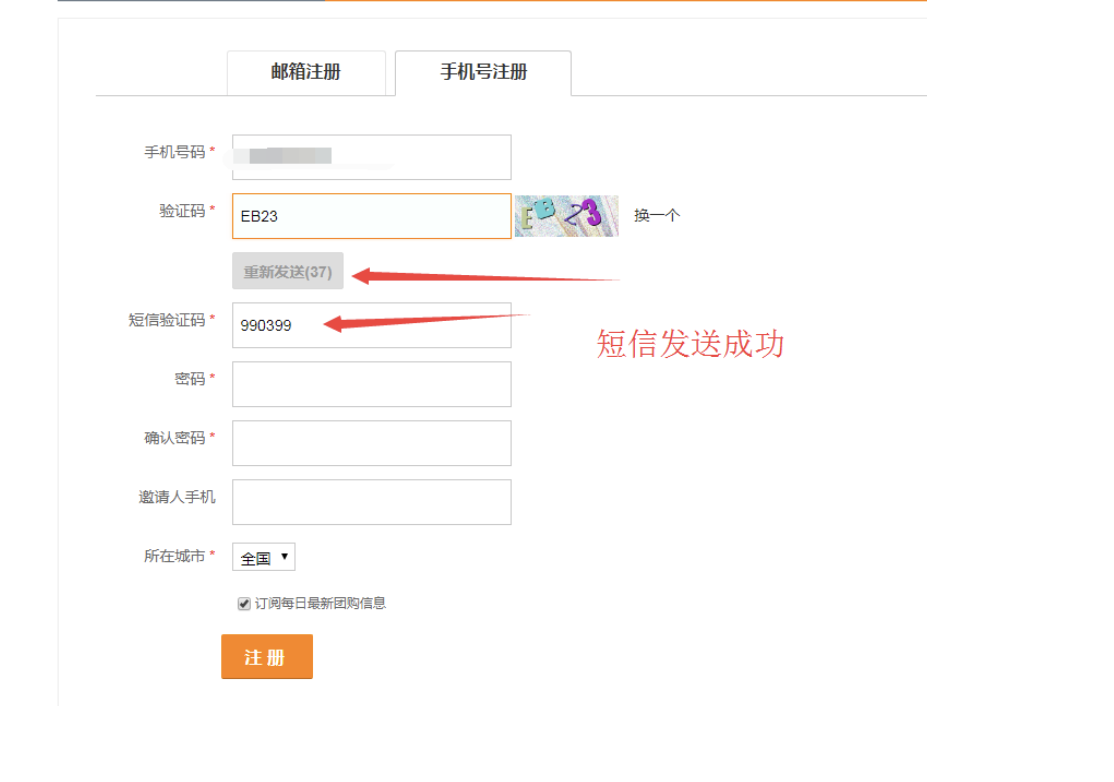 邮箱注册
手机号注册
手机号码 *
验证码 *
EB23
EB23
换一个
重新发送(37)
短信验证码 *
990399
短信发送成功
密码 *
确认密码 *
邀请人手机
所在城市 *
全国
订阅每日最新团购信息
注 册